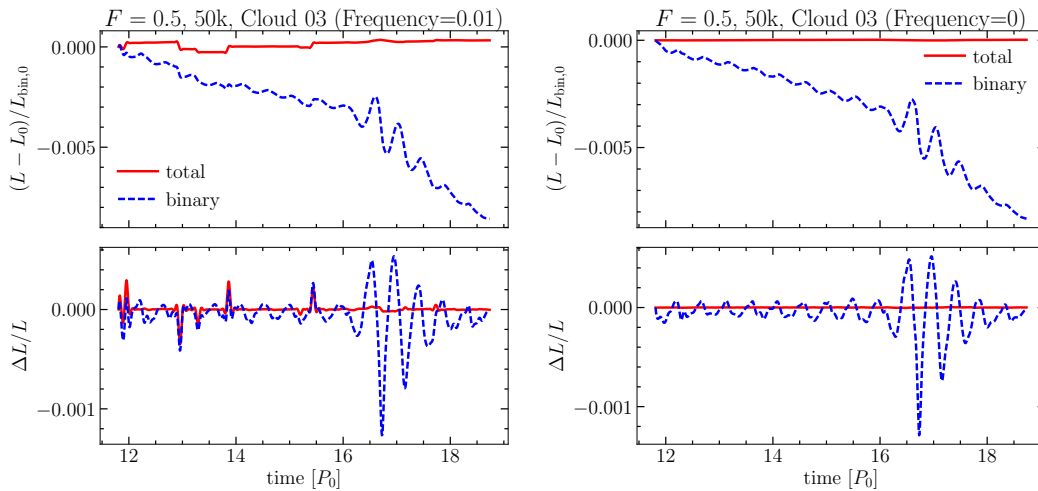 F = 0.5, 50k, Cloud 03 (Frequency=0.01)
0.000
−0.005
(L − L₀)/L_bin,0
total
binary
0.000
−0.001
ΔL/L
12 14 16 18
time [P₀]
F = 0.5, 50k, Cloud 03 (Frequency=0)
0.000
−0.005
(L − L₀)/L_bin,0
total
binary
0.000
−0.001
ΔL/L
12 14 16 18
time [P₀]